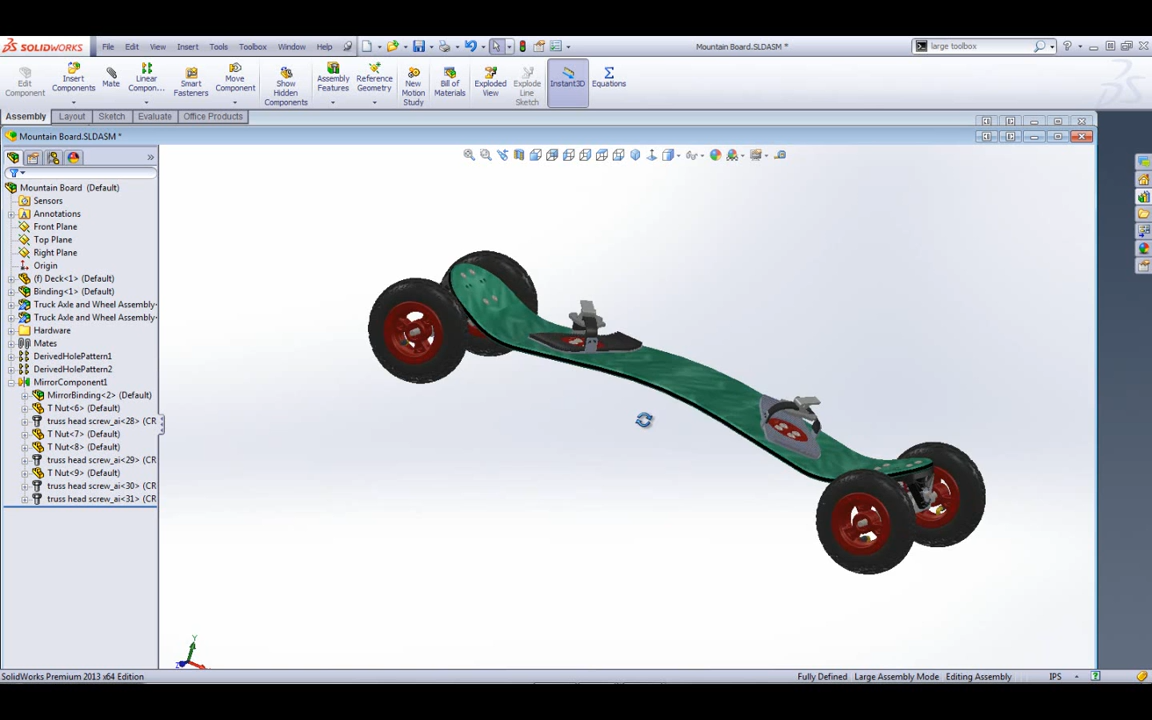 SOLIDWORKS File Edit View Insert Tools Toolbox Window Help Mountain Board.SLDASM * large toolbox
Edit Component
Insert Components
Mate
Linear Compon...
Smart Fasteners
Move Component
Show Hidden Components
Assembly Features
Reference Geometry
New Motion Study
Bill of Materials
Exploded View
Explode Line Sketch
Instant3D
Equations
Assembly Layout Sketch Evaluate Office Products
Mountain Board.SLDASM *
Mountain Board (Default)
Sensors
Annotations
Front Plane
Top Plane
Right Plane
Origin
(f) Deck<1> (Default)
Binding<1> (Default)
Truck Axle and Wheel Assembly
Truck Axle and Wheel Assembly
Hardware
Mates
DerivedHolePattern1
DerivedHolePattern2
MirrorComponent1
MirrorBinding<2> (Default)
T Nut<6> (Default)
truss head screw_ai<28> (CR
T Nut<7> (Default)
T Nut<8> (Default)
truss head screw_ai<29> (CR
T Nut<9> (Default)
truss head screw_ai<30> (CR
truss head screw_ai<31> (CR
Y
SolidWorks Premium 2013 x64 Edition Fully Defined Large Assembly Mode Editing Assembly IPS